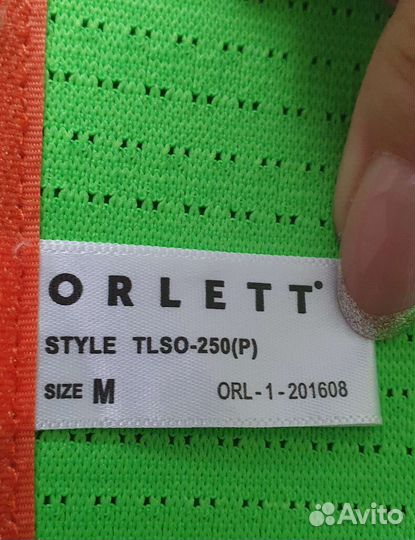 ORLETT
STYLE TLSO-250(P)
SIZE M ORL-1-201608
Avito